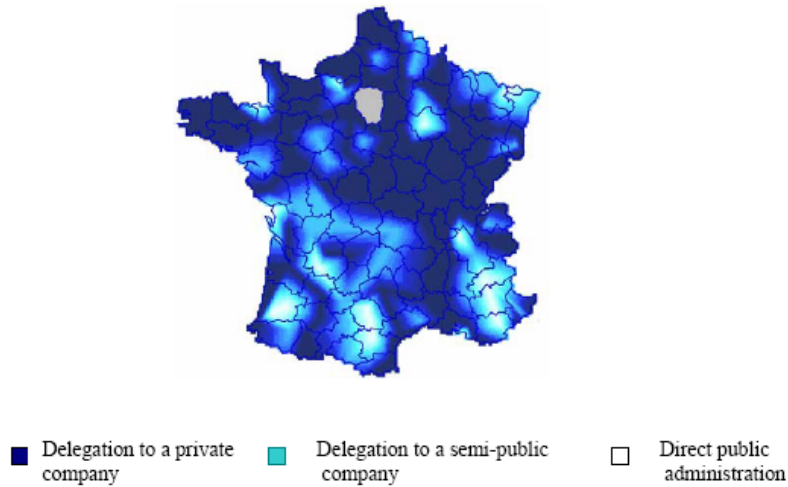 Delegation to a private
company
Delegation to a semi-public
company
Direct public
administration